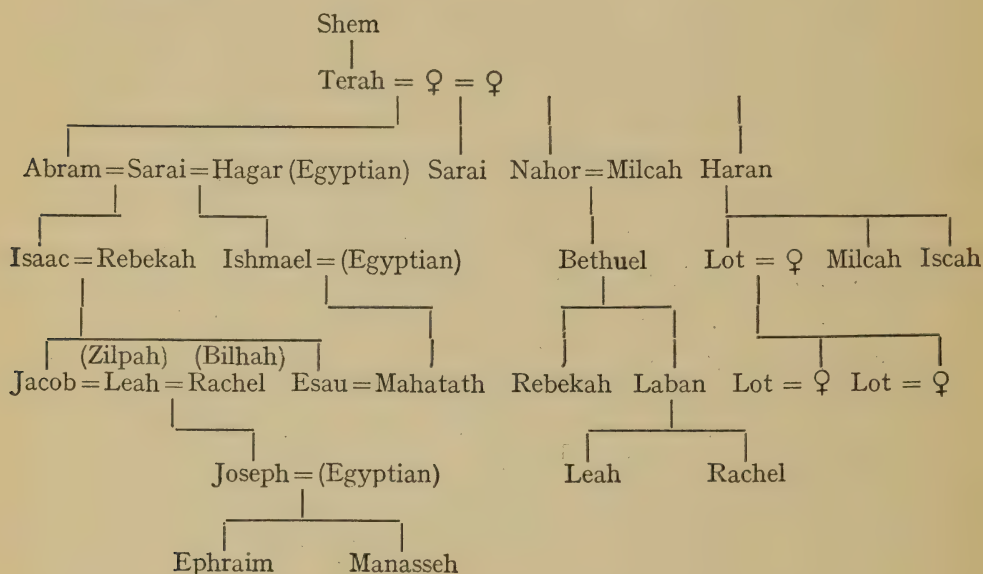 Shem
Terah = ♀ = ♀
Abram = Sarai = Hagar (Egyptian) Sarai Nahor = Milcah Haran
Isaac = Rebekah Ishmael = (Egyptian) Bethuel Lot = ♀ Milcah Iscah
(Zilpah) (Bilhah)
Jacob = Leah = Rachel Esau = Mahatath Rebekah Laban Lot = ♀ Lot = ♀
Joseph = (Egyptian) Leah Rachel
Ephraim Manasseh